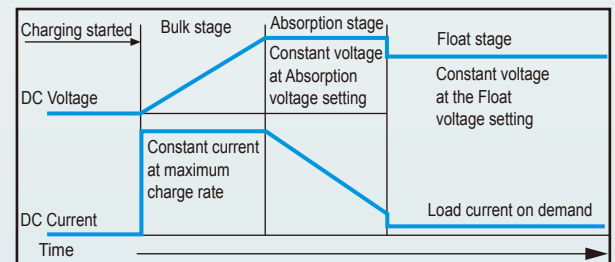 Charging started
Bulk stage
Absorption stage
Float stage
Constant voltage
at Absorption
voltage setting
Constant voltage
at the Float
voltage setting
DC Voltage
Constant current
at maximum
charge rate
DC Current
Load current on demand
Time